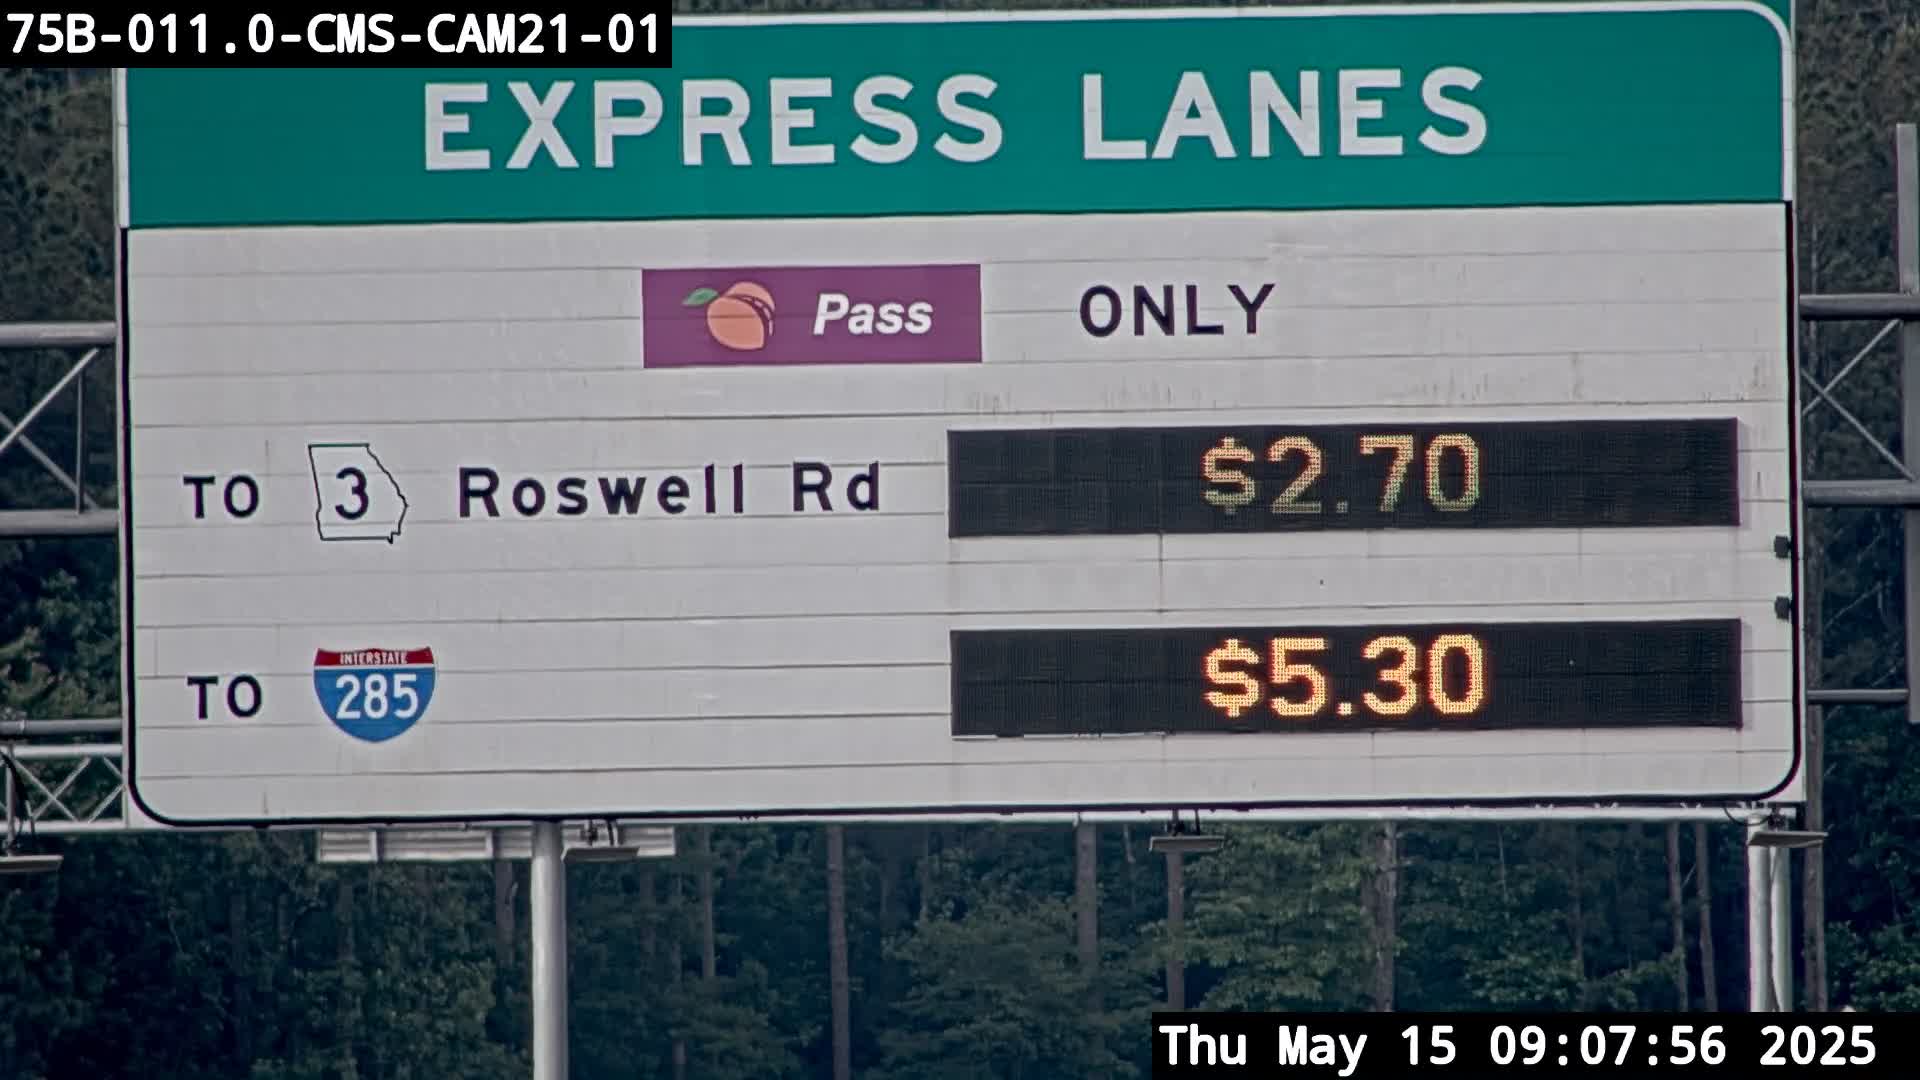 75B-011.0-CMS-CAM21-01
EXPRESS LANES
Pass ONLY
TO 3 Roswell Rd $2.70
TO INTERSTATE 285 $5.30
Thu May 15 09:07:56 2025